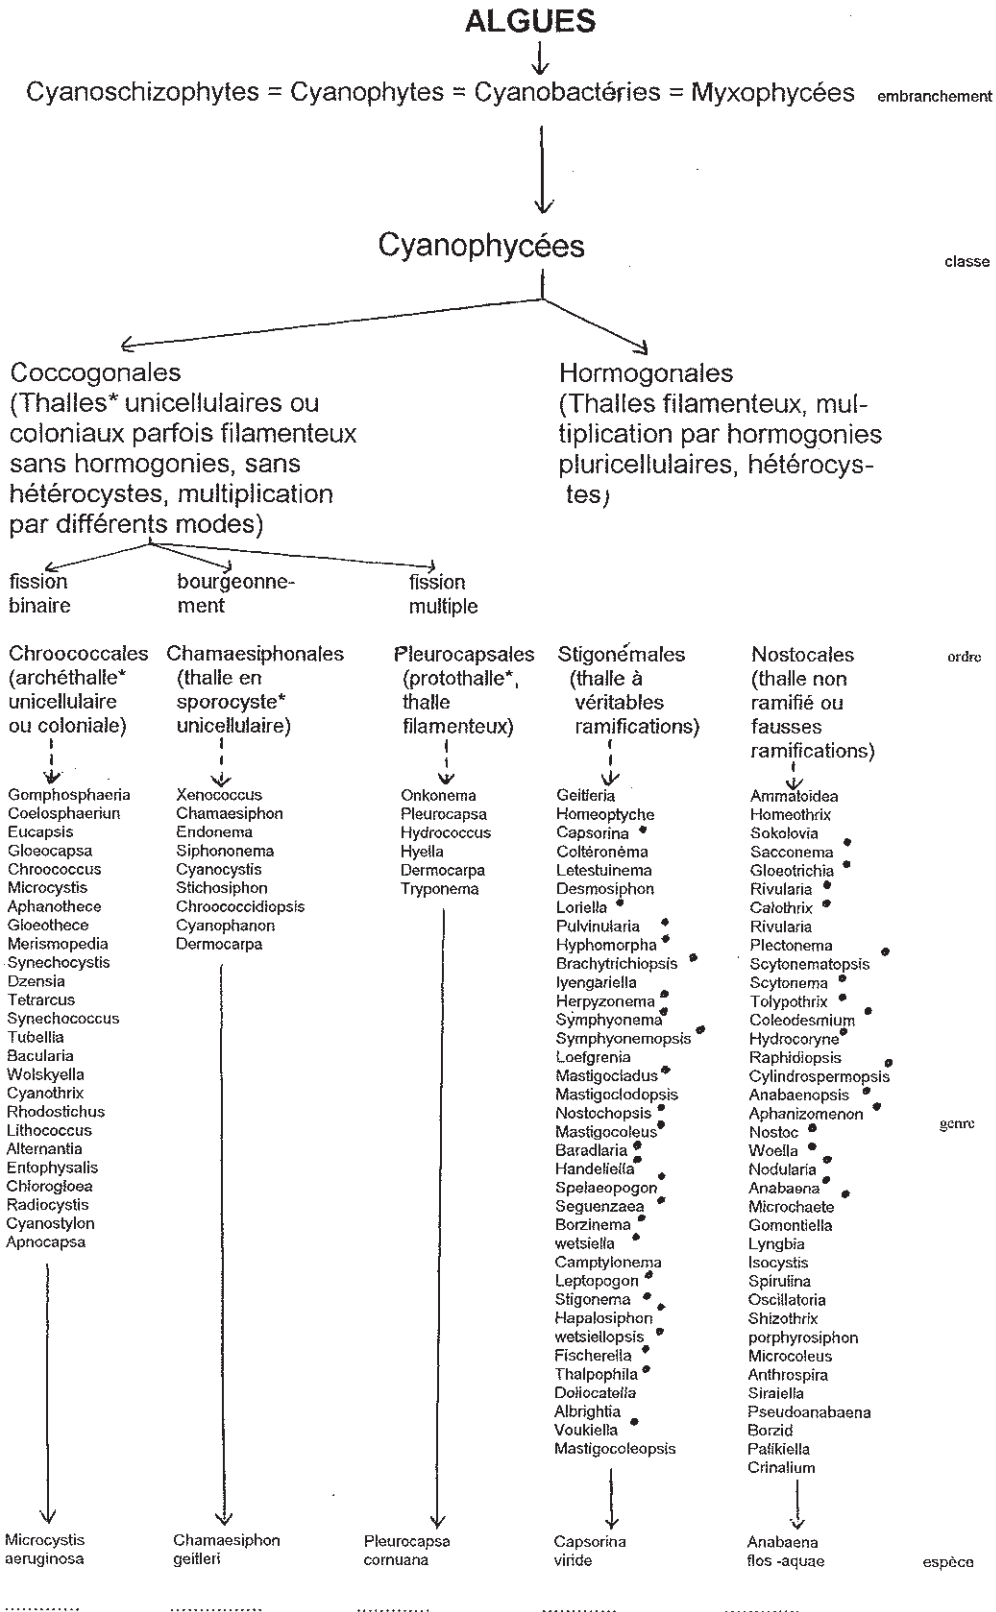 ALGUES
Cyanoschizophytes = Cyanophytes = Cyanobactéries = Myxophycées
embranchement
Cyanophycées
classe
Coccogonales
(Thalles* unicellulaires ou
coloniaux parfois filamenteux
sans hormogonies, sans
hétérocystes, multiplication
par différents modes)
Hormogonales
(Thalles filamenteux, mul-
tiplication par hormogonies
pluricellulaires, hétérocys-
tes)
fission
binaire
bourgeonne-
ment
fission
multiple
Chroococcales
(archéthalle*
unicellulaire
ou coloniale)
Chamaesiphonales
(thalle en
sporocyste*
unicellulaire)
Pleurocapsales
(protothalle*,
thalle
filamenteux)
Stigonémales
(thalle à
véritables
ramifications)
Nostocales
(thalle non
ramifié ou
fausses
ramifications)
ordre
Gomphosphaeria
Coelosphaeriun
Eucapsis
Gloeocapsa
Chroococcus
Microcystis
Aphanothece
Gloeothece
Merismopedia
Synechocystis
Dzensia
Tetrarcus
Synechococcus
Tubellia
Bacularia
Wolskyella
Cyanothrix
Rhodostichus
Lithococcus
Alternantia
Entophysalis
Chlorogloea
Radiocystis
Cyanostylon
Apnocapsa
Xenococcus
Chamaesiphon
Endonema
Siphononema
Cyanocystis
Stichosiphon
Chroococcidiopsis
Cyanophanon
Dermocarpa
Onkonema
Pleurocapsa
Hydrococcus
Hyella
Dermocarpa
Tryponema
Geitleria
Homeoptyche
Capsorina
Coltéronéma
Letestuinema
Desmosiphon
Loriella
Pulvinularia
Hyphomorpha
Brachytrichiopsis
Iyengariella
Herpyzonema
Symphyonema
Symphyonemopsis
Loefgrenia
Mastigocladus
Mastigoclodopsis
Nostochopsis
Mastigocoleus
Baradlaria
Handeliella
Spelaeopogon
Seguenzaea
Borzinema
wetsiella
Camptylonema
Leptopogon
Stigonema
Hapalosiphon
wetsiellopsis
Fischerella
Thalpophila
Doliocatella
Albrightia
Voukiella
Mastigocoleopsis
Ammatoidea
Homeothrix
Sokolovia
Sacconema
Gloeotrichia
Rivularia
Calothrix
Rivularia
Plectonema
Scytonematopsis
Scytonema
Tolypothrix
Coleodesmium
Hydrocoryne
Raphidiopsis
Cylindrospermopsis
Anabaenopsis
Aphanizomenon
Nostoc
Woella
Nodularia
Anabaena
Microchaete
Gomontiella
Lyngbia
Isocystis
Spirulina
Oscillatoria
Shizothrix
porphyrosiphon
Microcoleus
Anthrospira
Siraiella
Pseudoanabaena
Borzid
Palikiella
Crinalium
genre
Microcystis
aeruginosa
Chamaesiphon
geitleri
Pleurocapsa
cornuana
Capsorina
viride
Anabaena
flos -aquae
espèce
.............
.............
.............
.............
.............